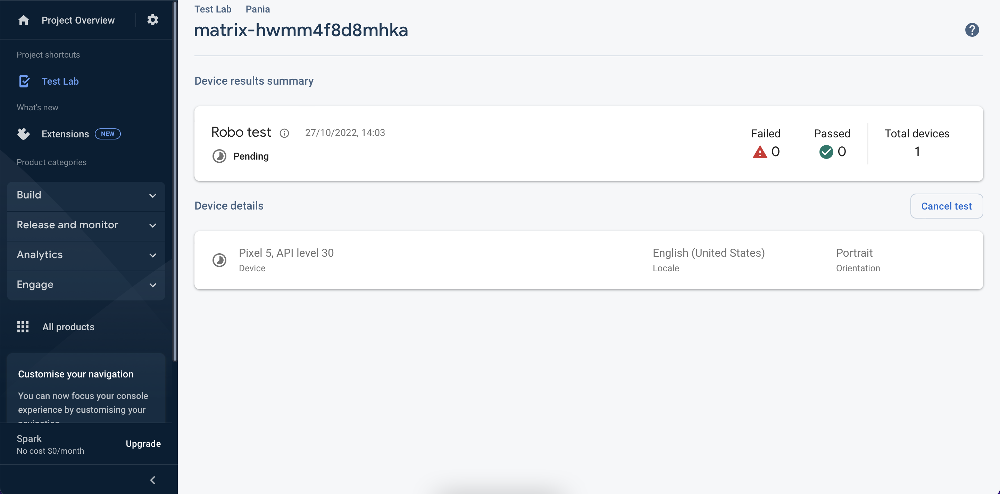 Project Overview
Project shortcuts
Test Lab
What's new
Extensions NEW
Product categories
Build
Release and monitor
Analytics
Engage
All products
Customise your navigation
You can now focus your console
experience by customising your
navigation
Spark
No cost $0/month
Upgrade
Test Lab Pania
matrix-hwmm4f8d8mhka
Device results summary
Robo test 27/10/2022, 14:03
Pending
Failed
0
Passed
0
Total devices
1
Device details
Cancel test
Pixel 5, API level 30
Device
English (United States)
Locale
Portrait
Orientation